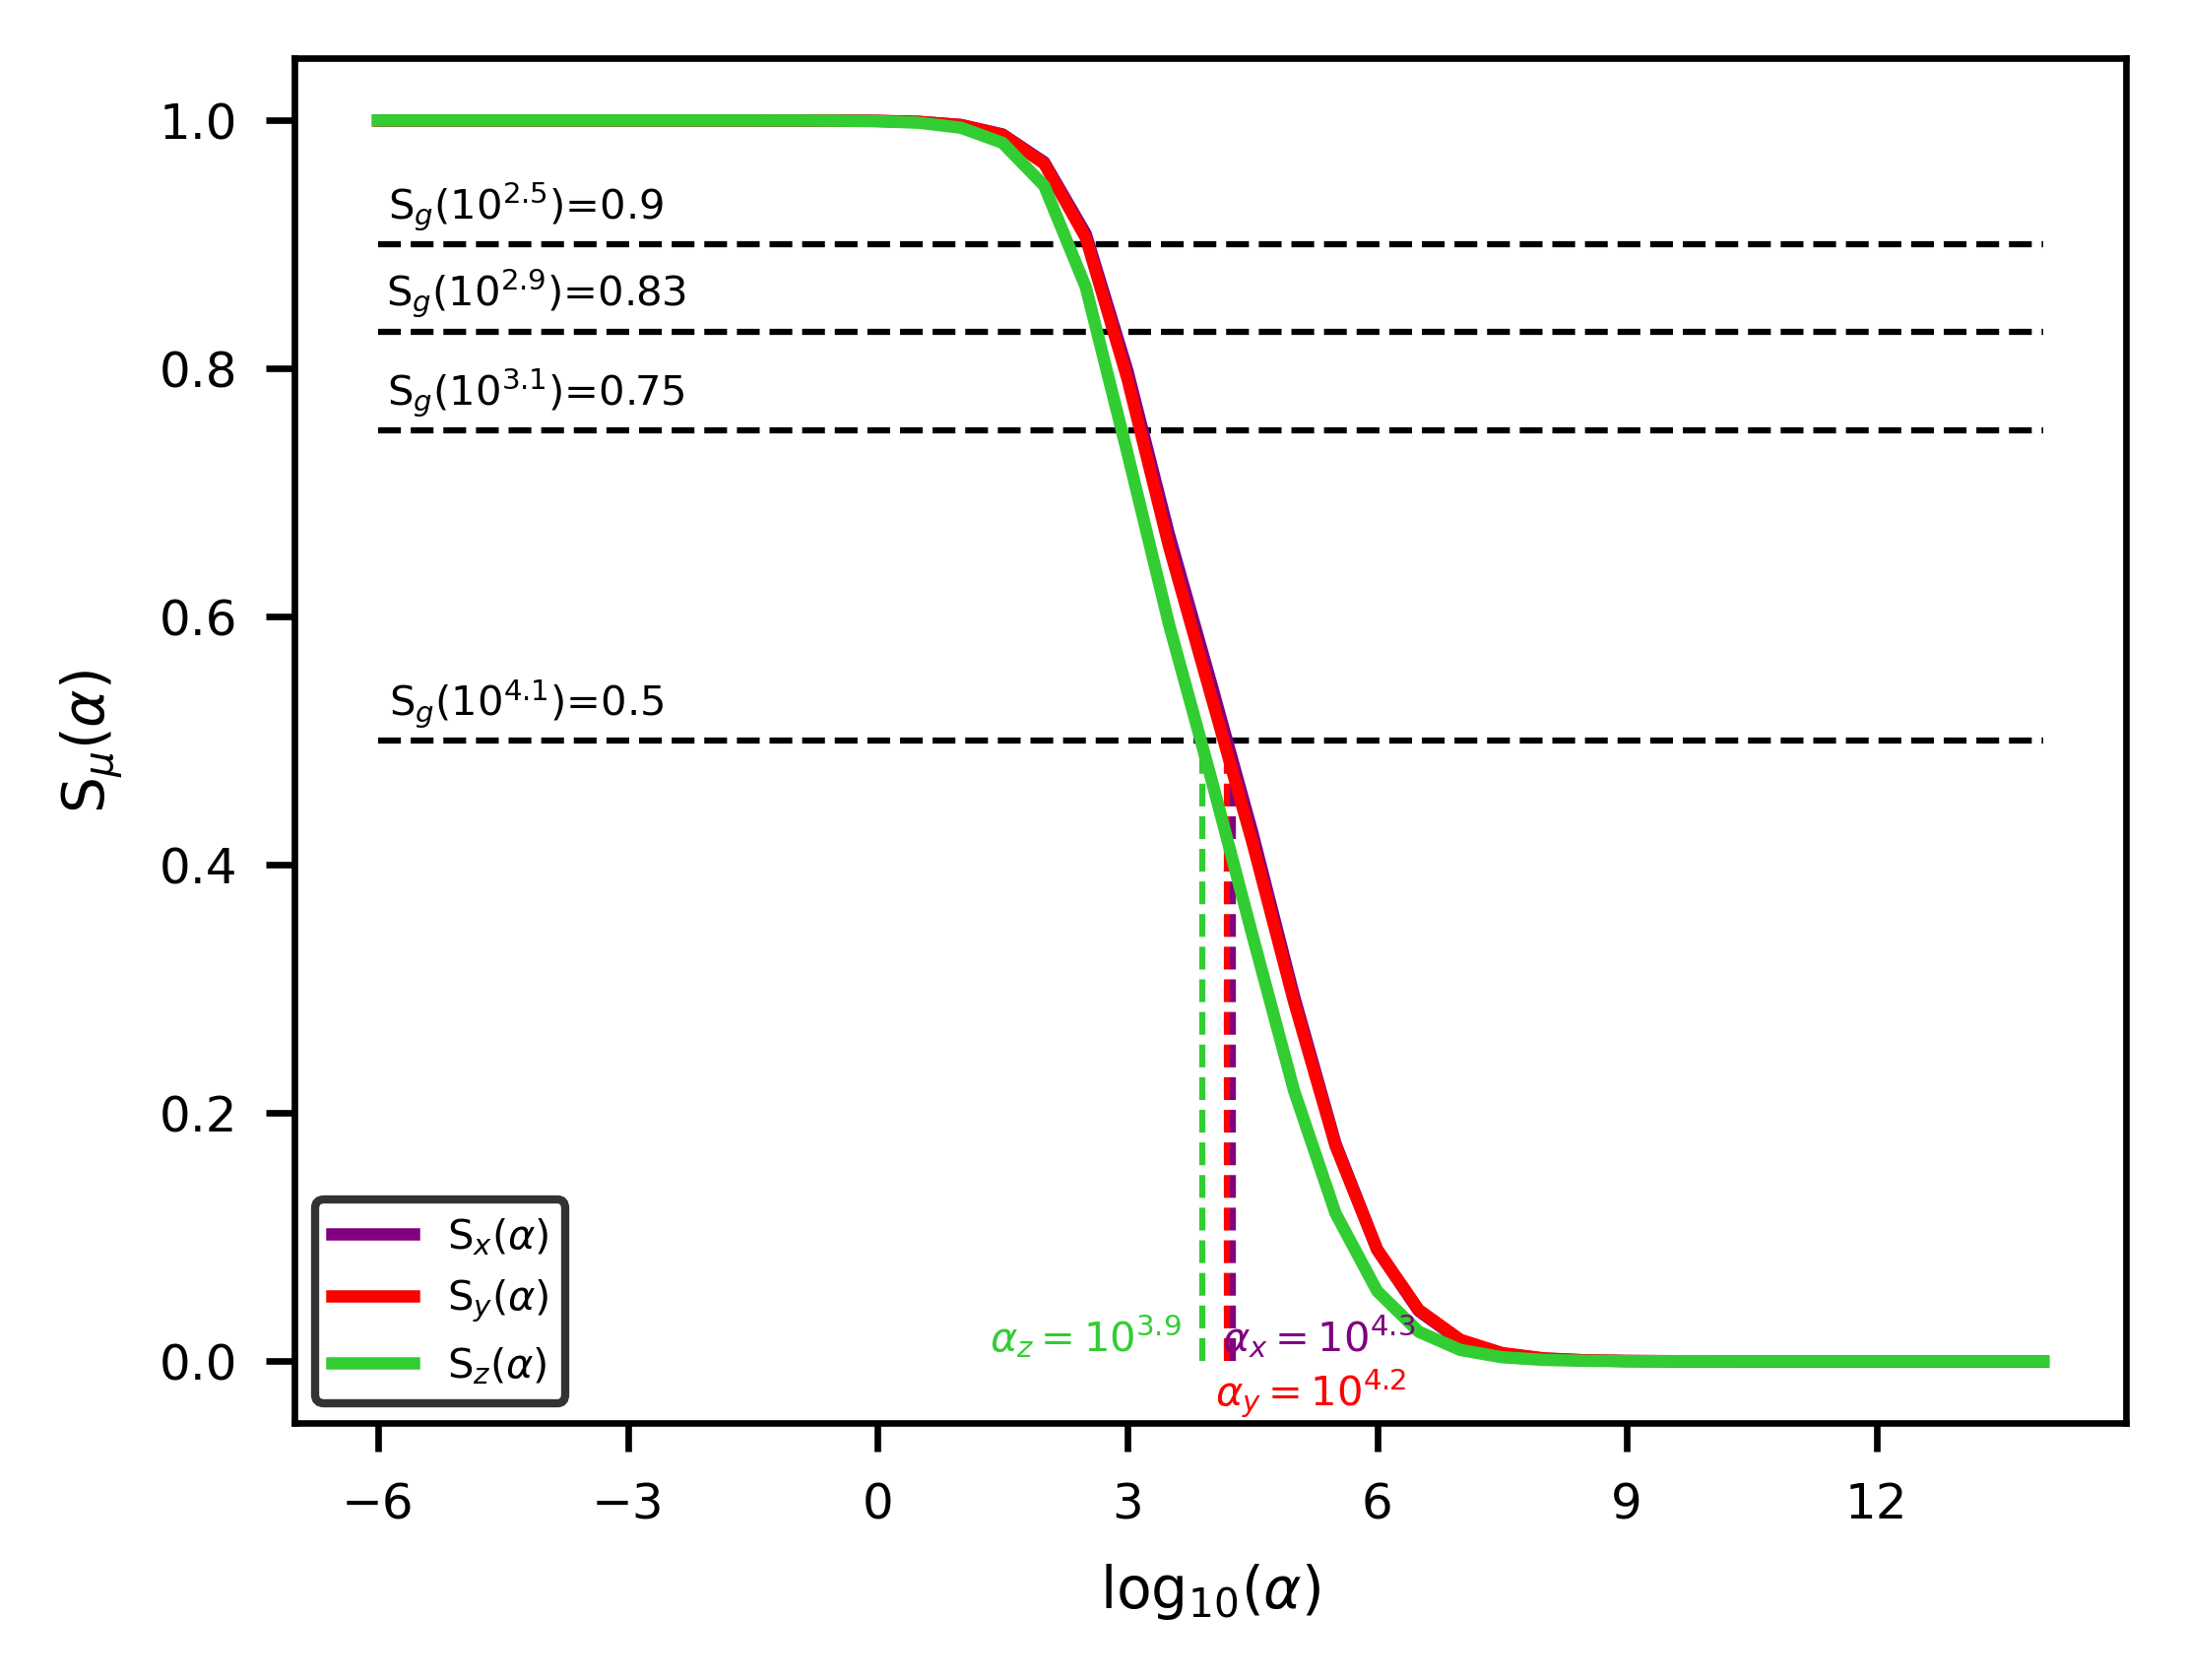 1.0
0.8
0.6
0.4
0.2
0.0
S_μ(α)
S_g(10^2.5)=0.9
S_g(10^2.9)=0.83
S_g(10^3.1)=0.75
S_g(10^4.1)=0.5
S_x(α)
S_y(α)
S_z(α)
α_z = 10^3.9
α_x = 10^4.3
α_y = 10^4.2
−6 −3 0 3 6 9 12
log_10(α)